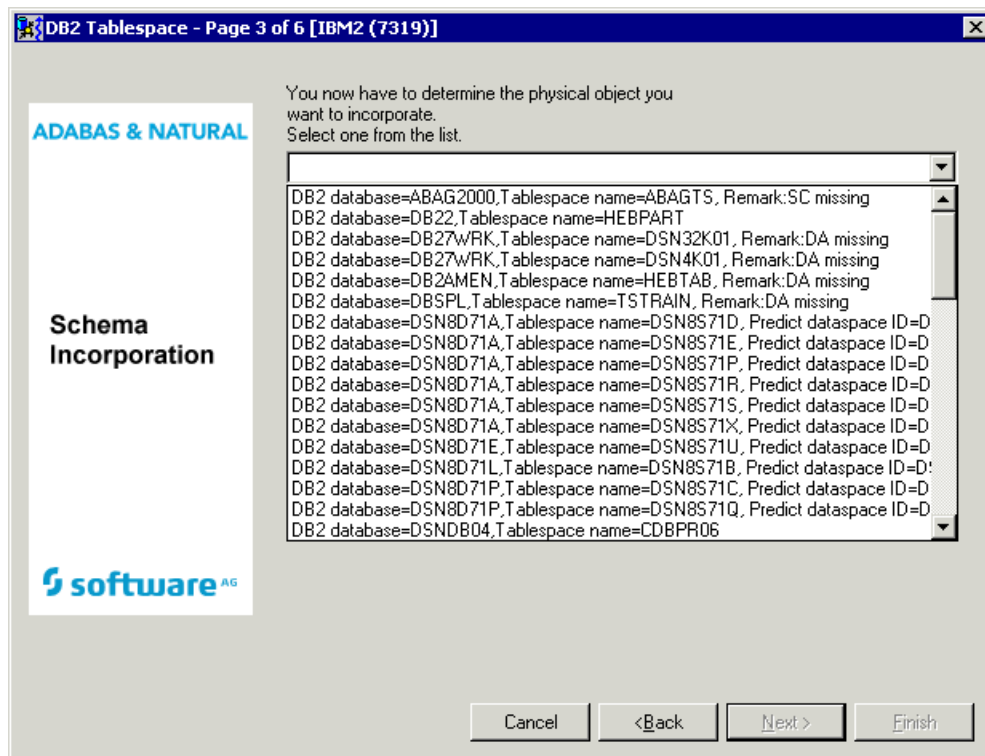 DB2 Tablespace - Page 3 of 6 [IBM2 (7319)]
ADABAS & NATURAL
Schema
Incorporation
software AG
You now have to determine the physical object you
want to incorporate.
Select one from the list.
DB2 database=ABAG2000,Tablespace name=ABAGTS, Remark:SC missing
DB2 database=DB22,Tablespace name=HEBPART
DB2 database=DB27WRK,Tablespace name=DSN32K01, Remark:DA missing
DB2 database=DB27WRK,Tablespace name=DSN4K01, Remark:DA missing
DB2 database=DB2AMEN,Tablespace name=HEBTAB, Remark:DA missing
DB2 database=DBSPL,Tablespace name=TSTRAIN, Remark:DA missing
DB2 database=DSN8D71A,Tablespace name=DSN8S71D, Predict dataspace ID=D
DB2 database=DSN8D71A,Tablespace name=DSN8S71E, Predict dataspace ID=D
DB2 database=DSN8D71A,Tablespace name=DSN8S71P, Predict dataspace ID=D
DB2 database=DSN8D71A,Tablespace name=DSN8S71R, Predict dataspace ID=D
DB2 database=DSN8D71A,Tablespace name=DSN8S71S, Predict dataspace ID=D
DB2 database=DSN8D71A,Tablespace name=DSN8S71X, Predict dataspace ID=D
DB2 database=DSN8D71E,Tablespace name=DSN8S71U, Predict dataspace ID=D
DB2 database=DSN8D71L,Tablespace name=DSN8S71B, Predict dataspace ID=DS
DB2 database=DSN8D71P,Tablespace name=DSN8S71C, Predict dataspace ID=D
DB2 database=DSN8D71P,Tablespace name=DSN8S71Q, Predict dataspace ID=D
DB2 database=DSNDB04,Tablespace name=CDBPR06
Cancel
<Back
Next >
Finish